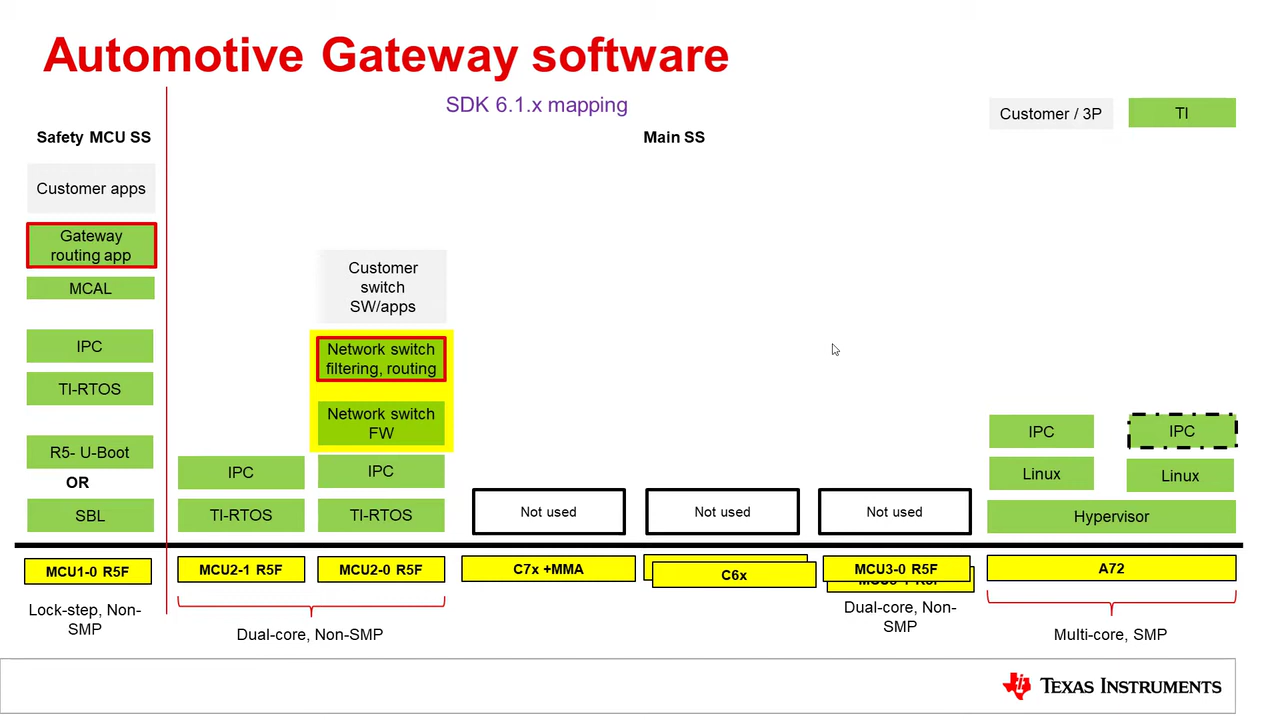 Automotive Gateway software
SDK 6.1.x mapping
Customer / 3P
TI
Safety MCU SS
Main SS
Customer apps
Gateway
routing app
MCAL
IPC
TI-RTOS
R5- U-Boot
OR
SBL
MCU1-0 R5F
Lock-step, Non-
SMP
IPC
TI-RTOS
MCU2-1 R5F
Customer
switch
SW/apps
Network switch
filtering, routing
Network switch
FW
IPC
TI-RTOS
MCU2-0 R5F
Dual-core, Non-SMP
Not used
C7x +MMA
Not used
C6x
Not used
MCU3-0 R5F
Dual-core, Non-
SMP
IPC
Linux
IPC
Linux
Hypervisor
A72
Multi-core, SMP
TEXAS INSTRUMENTS